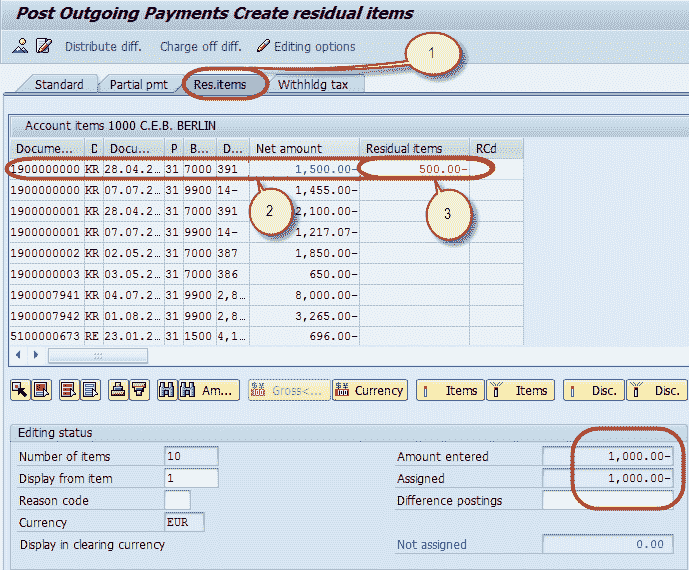 Post Outgoing Payments Create residual items
Distribute diff. Charge off diff. Editing options
1
Standard Partial pmt Res.items Withhldg tax
Account items 1000 C.E.B. BERLIN
Docume... D Docu... P B... D... Net amount Residual items RCd
1900000000 KR 28.04.2... 31 7000 391 1,500.00- 500.00-
1900000000 KR 07.07.2... 31 9900 14- 1,455.00-
1900000001 KR 28.04.2... 31 7000 391 2,100.00-
2 3
1900000001 KR 07.07.2... 31 9900 14- 1,217.07-
1900000002 KR 02.05.2... 31 7000 387 1,850.00-
1900000003 KR 03.05.2... 31 7000 386 650.00-
1900007941 KR 04.07.2... 31 9900 2,8... 8,000.00-
1900007942 KR 01.08.2... 31 9900 2,8... 3,265.00-
5100000673 RE 23.01.2... 31 1500 4,1... 696.00-
Am... Gross<... Currency Items Items Disc. Disc.
Editing status
Number of items 10 Amount entered 1,000.00-
Display from item 1 Assigned 1,000.00-
Reason code Difference postings
Currency EUR
Display in clearing currency Not assigned 0.00